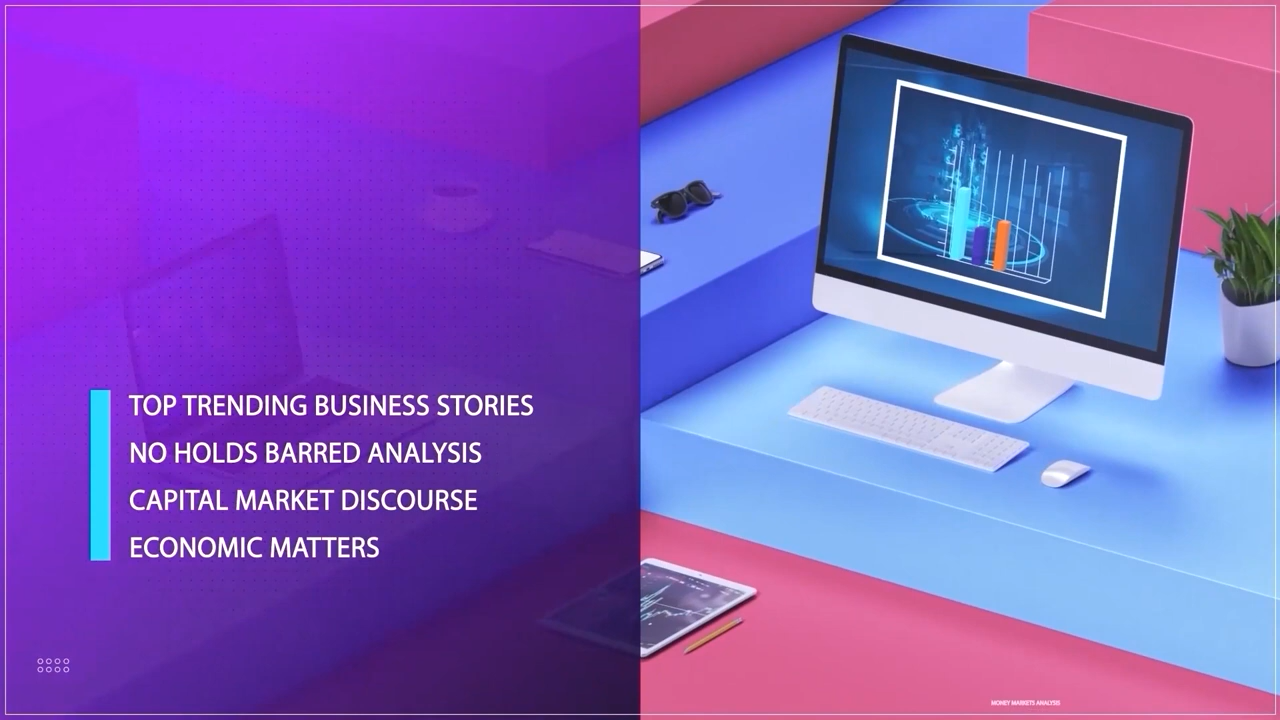 TOP TRENDING BUSINESS STORIES
NO HOLDS BARRED ANALYSIS
CAPITAL MARKET DISCOURSE
ECONOMIC MATTERS
MONEY MARKETS ANALYSIS